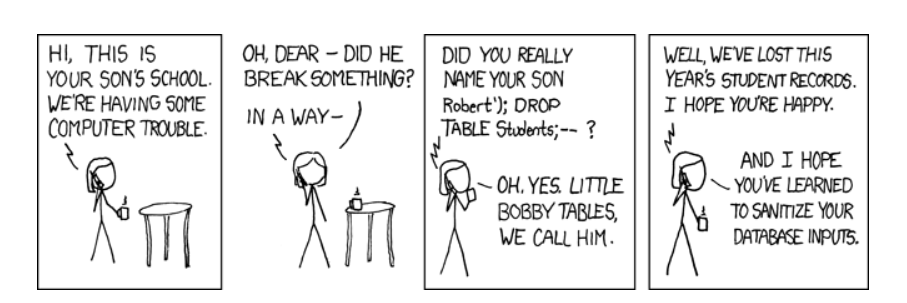 HI, THIS IS
YOUR SON'S SCHOOL.
WE'RE HAVING SOME
COMPUTER TROUBLE.
OH, DEAR – DID HE
BREAK SOMETHING?
IN A WAY–
DID YOU REALLY
NAME YOUR SON
Robert'); DROP
TABLE Students;-- ?
OH. YES. LITTLE
BOBBY TABLES,
WE CALL HIM.
WELL, WE'VE LOST THIS
YEAR'S STUDENT RECORDS.
I HOPE YOU'RE HAPPY.
AND I HOPE
YOU'VE LEARNED
TO SANITIZE YOUR
DATABASE INPUTS.